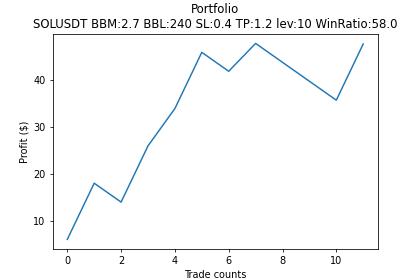 Portfolio
SOLUSDT BBM:2.7 BBL:240 SL:0.4 TP:1.2 lev:10 WinRatio:58.0
40
30
20
10
Profit ($)
0 2 4 6 8 10
Trade counts